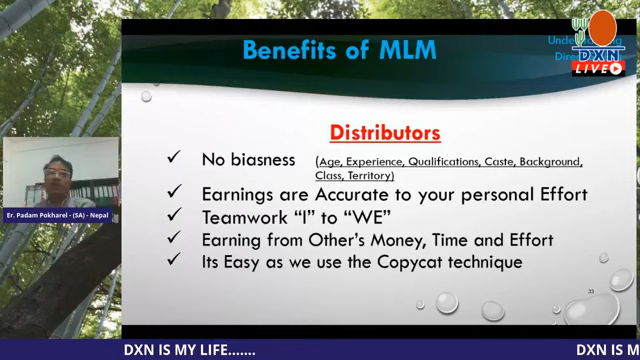 Benefits of MLM
DXN
LIVE
Distributors
✓ No biasness (Age, Experience, Qualifications, Caste, Background,
Class, Territory)
✓ Earnings are Accurate to your personal Effort
✓ Teamwork “I” to “WE”
✓ Earning from Other’s Money, Time and Effort
✓ Its Easy as we use the Copycat technique
Er. Padam Pokharel - (SA) - Nepal
33
DXN IS MY LIFE....... DXN IS M